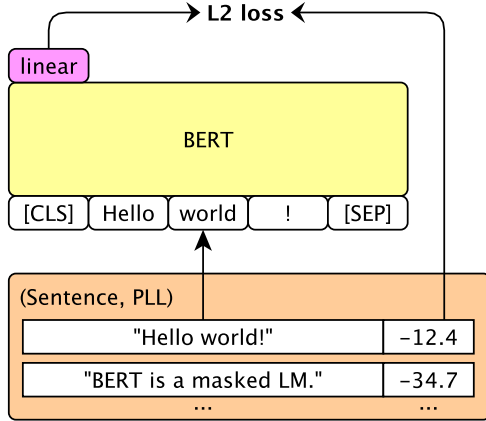 L2 loss
linear
BERT
[CLS] Hello world ! [SEP]
(Sentence, PLL)
"Hello world!" −12.4
"BERT is a masked LM." −34.7
... ...